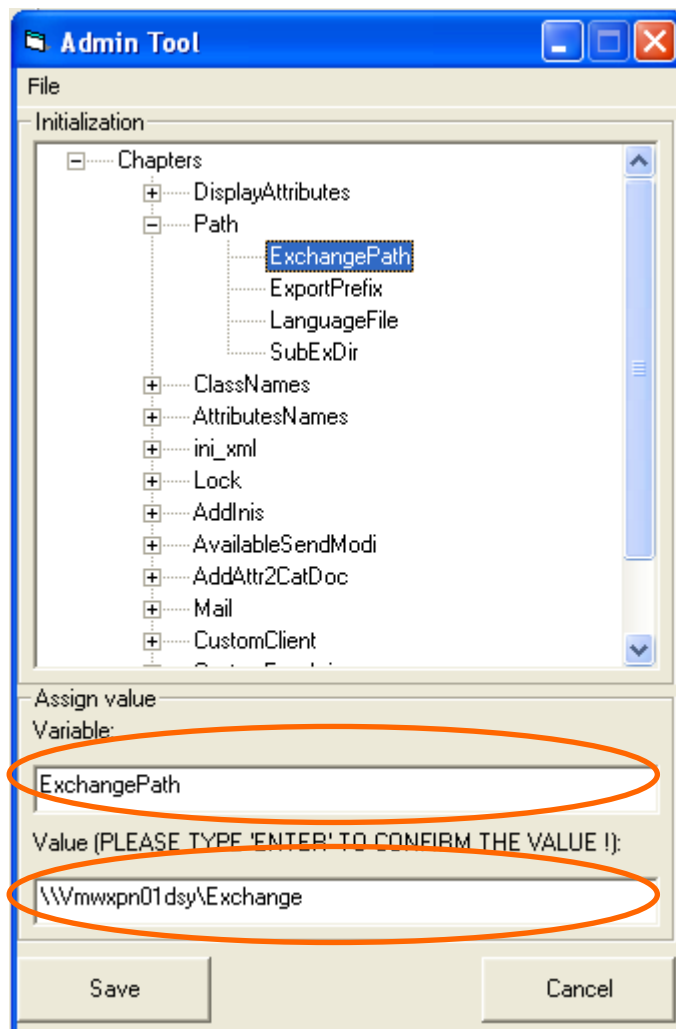 Admin Tool
File
Initialization
Chapters
DisplayAttributes
Path
ExchangePath
ExportPrefix
LanguageFile
SubExDir
ClassNames
AttributesNames
ini_xml
Lock
AddInis
AvailableSendModi
AddAttr2CatDoc
Mail
CustomClient
Assign value
Variable:
ExchangePath
Value (PLEASE TYPE 'ENTER' TO CONFIRM THE VALUE !):
\\Vmwxpn01dsy\Exchange
Save Cancel